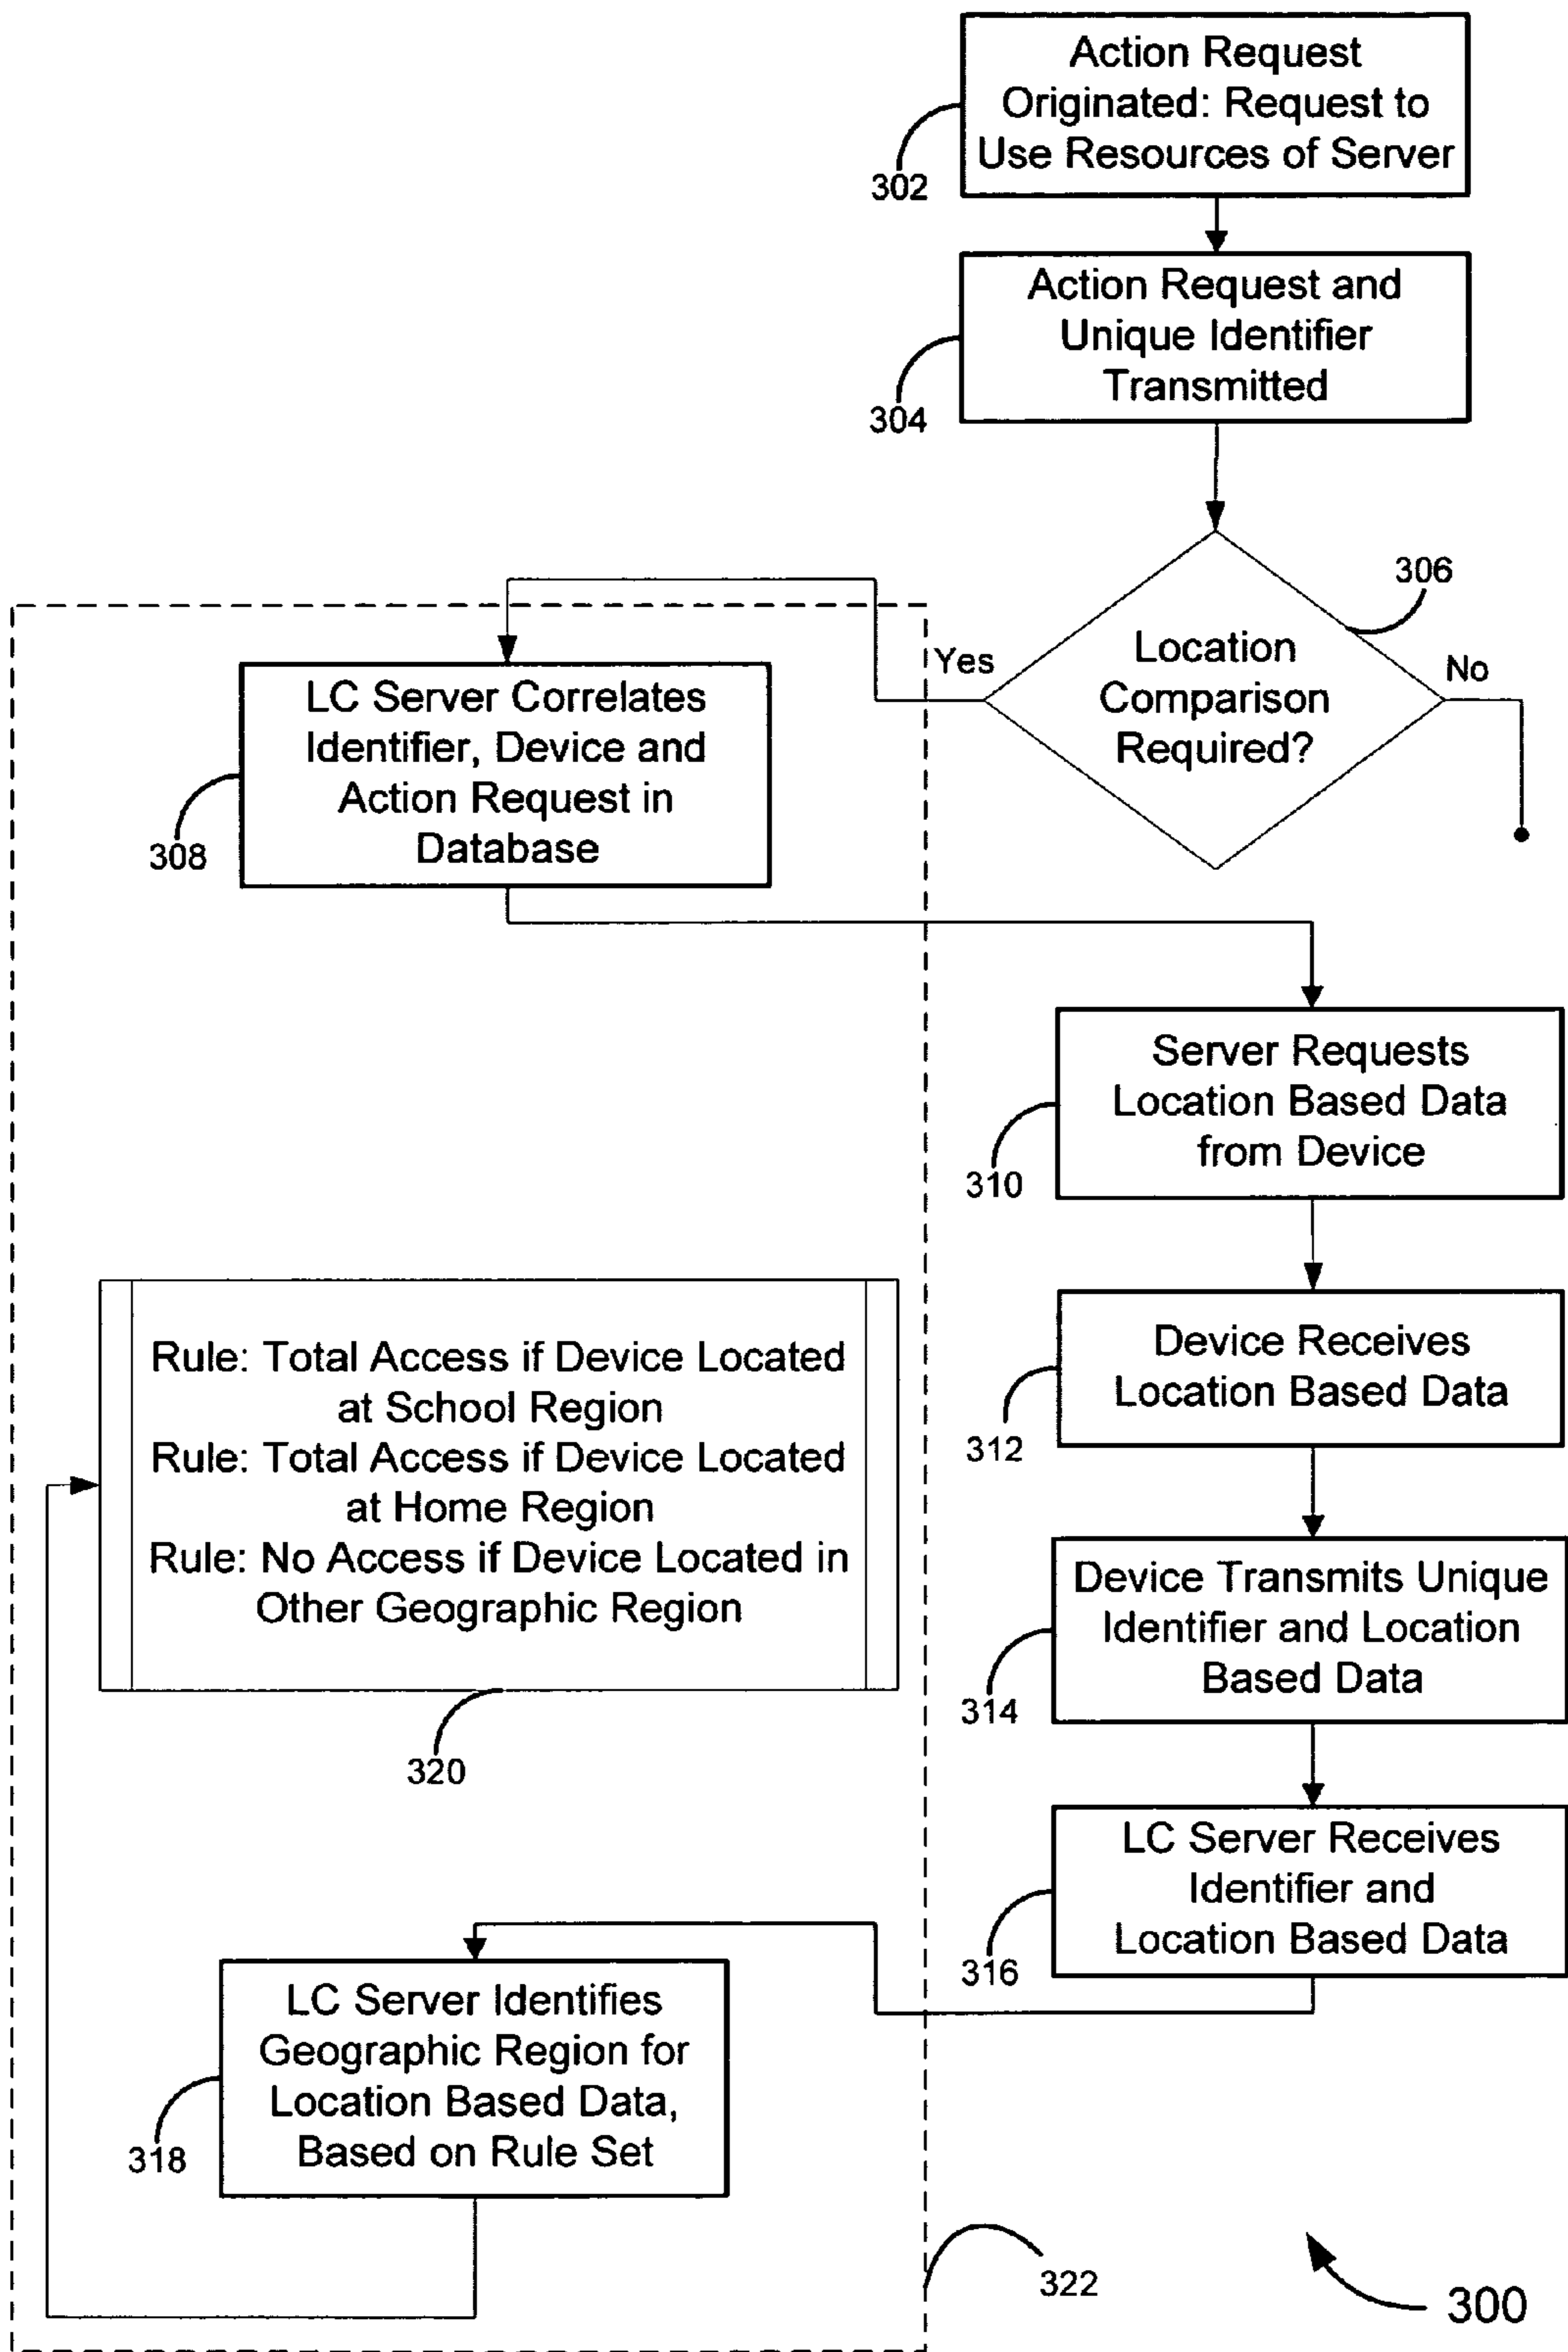 Action Request
Originated: Request to
Use Resources of Server
302
Action Request and
Unique Identifier
Transmitted
304
306
Location
Comparison
Required?
Yes
No
LC Server Correlates
Identifier, Device and
Action Request in
Database
308
Server Requests
Location Based Data
from Device
310
Device Receives
Location Based Data
312
Device Transmits Unique
Identifier and Location
Based Data
314
LC Server Receives
Identifier and
Location Based Data
316
LC Server Identifies
Geographic Region for
Location Based Data,
Based on Rule Set
318
Rule: Total Access if Device Located
at School Region
Rule: Total Access if Device Located
at Home Region
Rule: No Access if Device Located in
Other Geographic Region
320
322
300